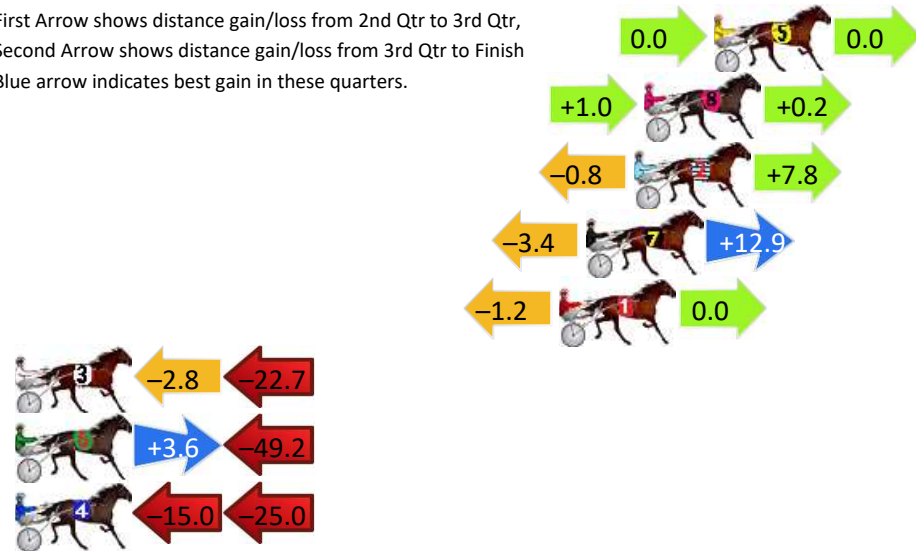 First Arrow shows distance gain/loss from 2nd Qtr to 3rd Qtr,
Second Arrow shows distance gain/loss from 3rd Qtr to Finish
Blue arrow indicates best gain in these quarters.
0.0 5 0.0
+1.0 8 +0.2
–0.8 2 +7.8
–3.4 7 +12.9
–1.2 1 0.0
3 –2.8 –22.7
6 +3.6 –49.2
4 –15.0 –25.0